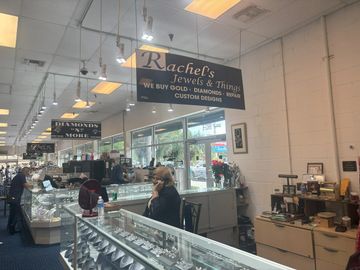 Rachel's
Jewels & Things
WE BUY GOLD · DIAMONDS · REPAIR
CUSTOM DESIGNS
DIAMONDS
"N"
MORE